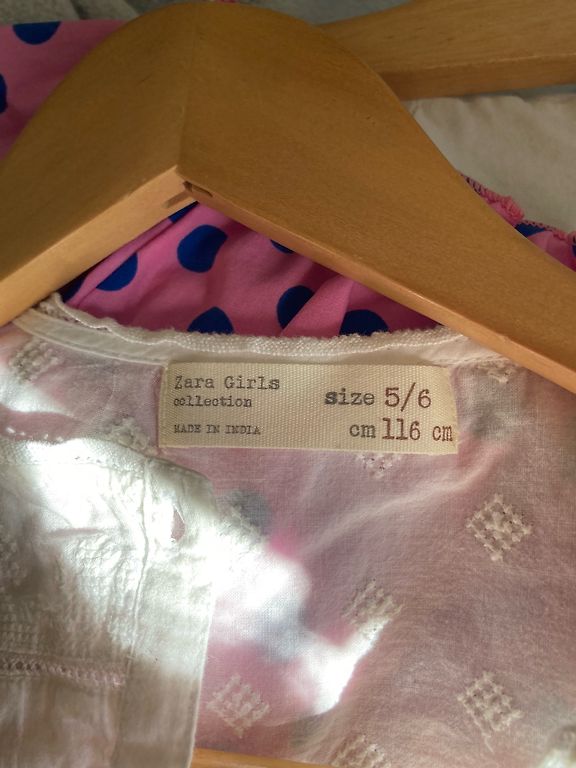 Zara Girls
collection
MADE IN INDIA
size 5/6
cm 116 cm